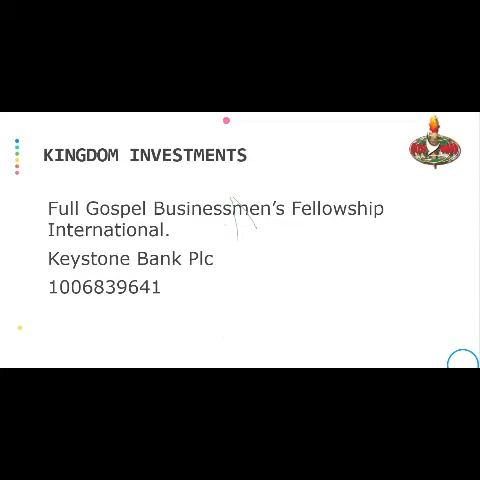 KINGDOM INVESTMENTS
Full Gospel Businessmen's Fellowship
International.
Keystone Bank Plc
1006839641